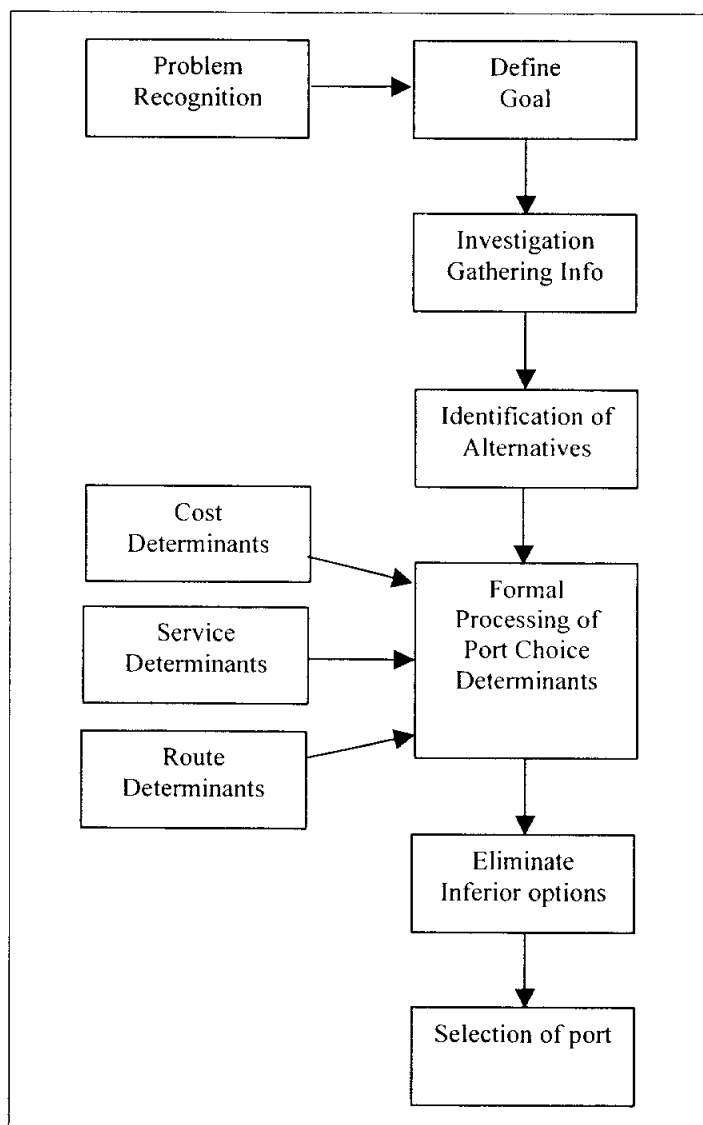 Problem
Recognition
Define
Goal
Investigation
Gathering Info
Identification of
Alternatives
Cost
Determinants
Service
Determinants
Route
Determinants
Formal
Processing of
Port Choice
Determinants
Eliminate
Inferior options
Selection of port